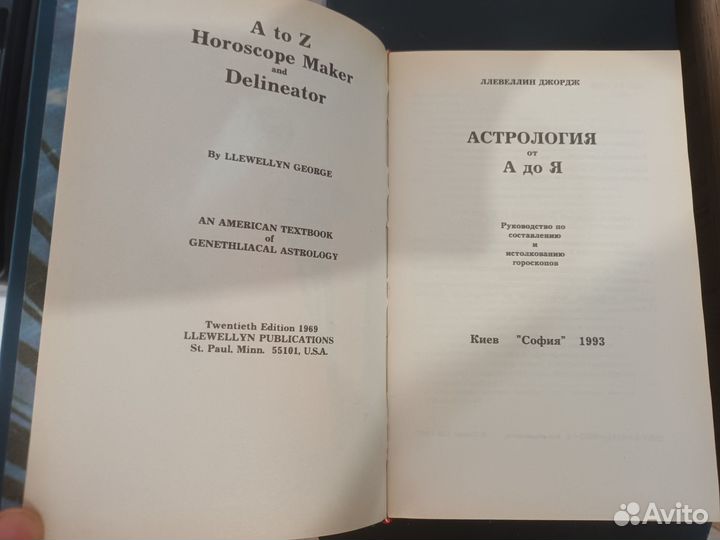 A to Z
Horoscope Maker
and
Delineator
By LLEWELLYN GEORGE
AN AMERICAN TEXTBOOK
of
GENETHLIACAL ASTROLOGY
Twentieth Edition 1969
LLEWELLYN PUBLICATIONS
St. Paul, Minn. 55101, U.S.A.
ЛЛЕВЕЛЛИН ДЖОРДЖ
АСТРОЛОГИЯ
от
А до Я
Руководство по
составлению
и
истолкованию
гороскопов
Киев "София" 1993
Avito